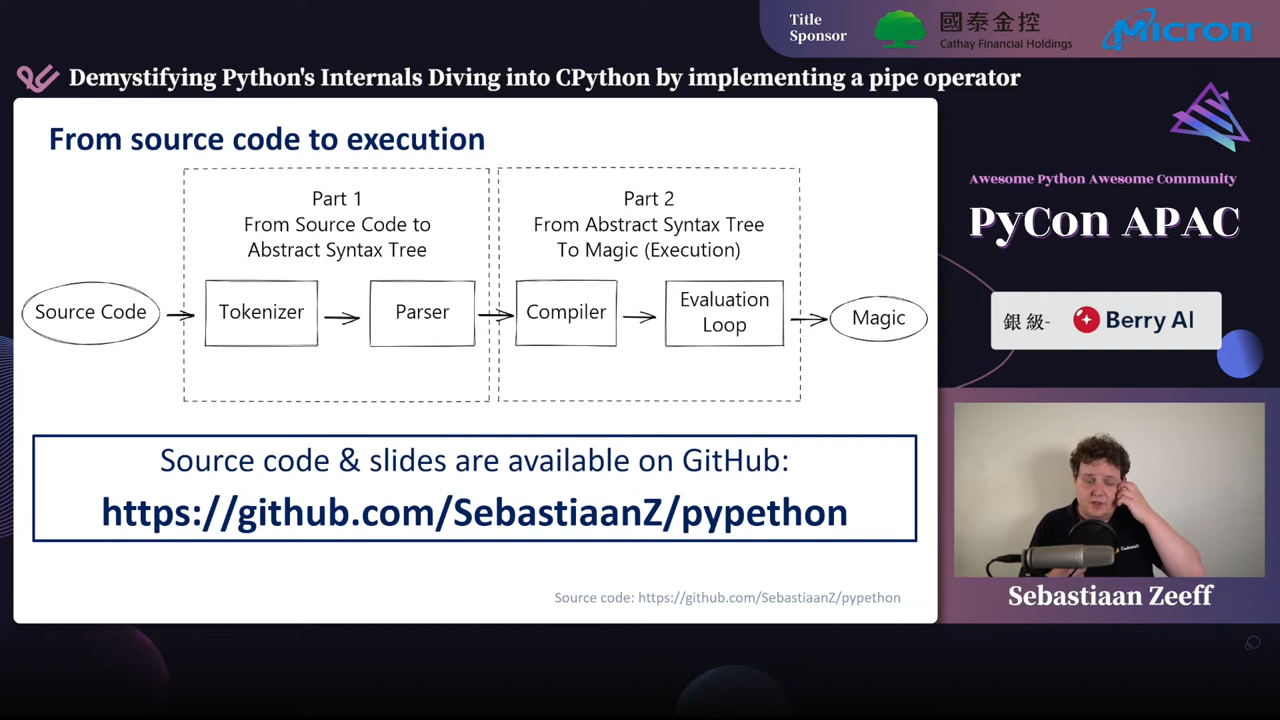 Title
Sponsor
國泰金控
Cathay Financial Holdings
Micron
Demystifying Python's Internals Diving into CPython by implementing a pipe operator
From source code to execution
Part 1
From Source Code to
Abstract Syntax Tree
Part 2
From Abstract Syntax Tree
To Magic (Execution)
Source Code
Tokenizer
Parser
Compiler
Evaluation
Loop
Magic
Source code & slides are available on GitHub:
https://github.com/SebastiaanZ/pypethon
Source code: https://github.com/SebastiaanZ/pypethon
Awesome Python Awesome Community
PyCon APAC
銀級-
Berry AI
Sebastiaan Zeeff